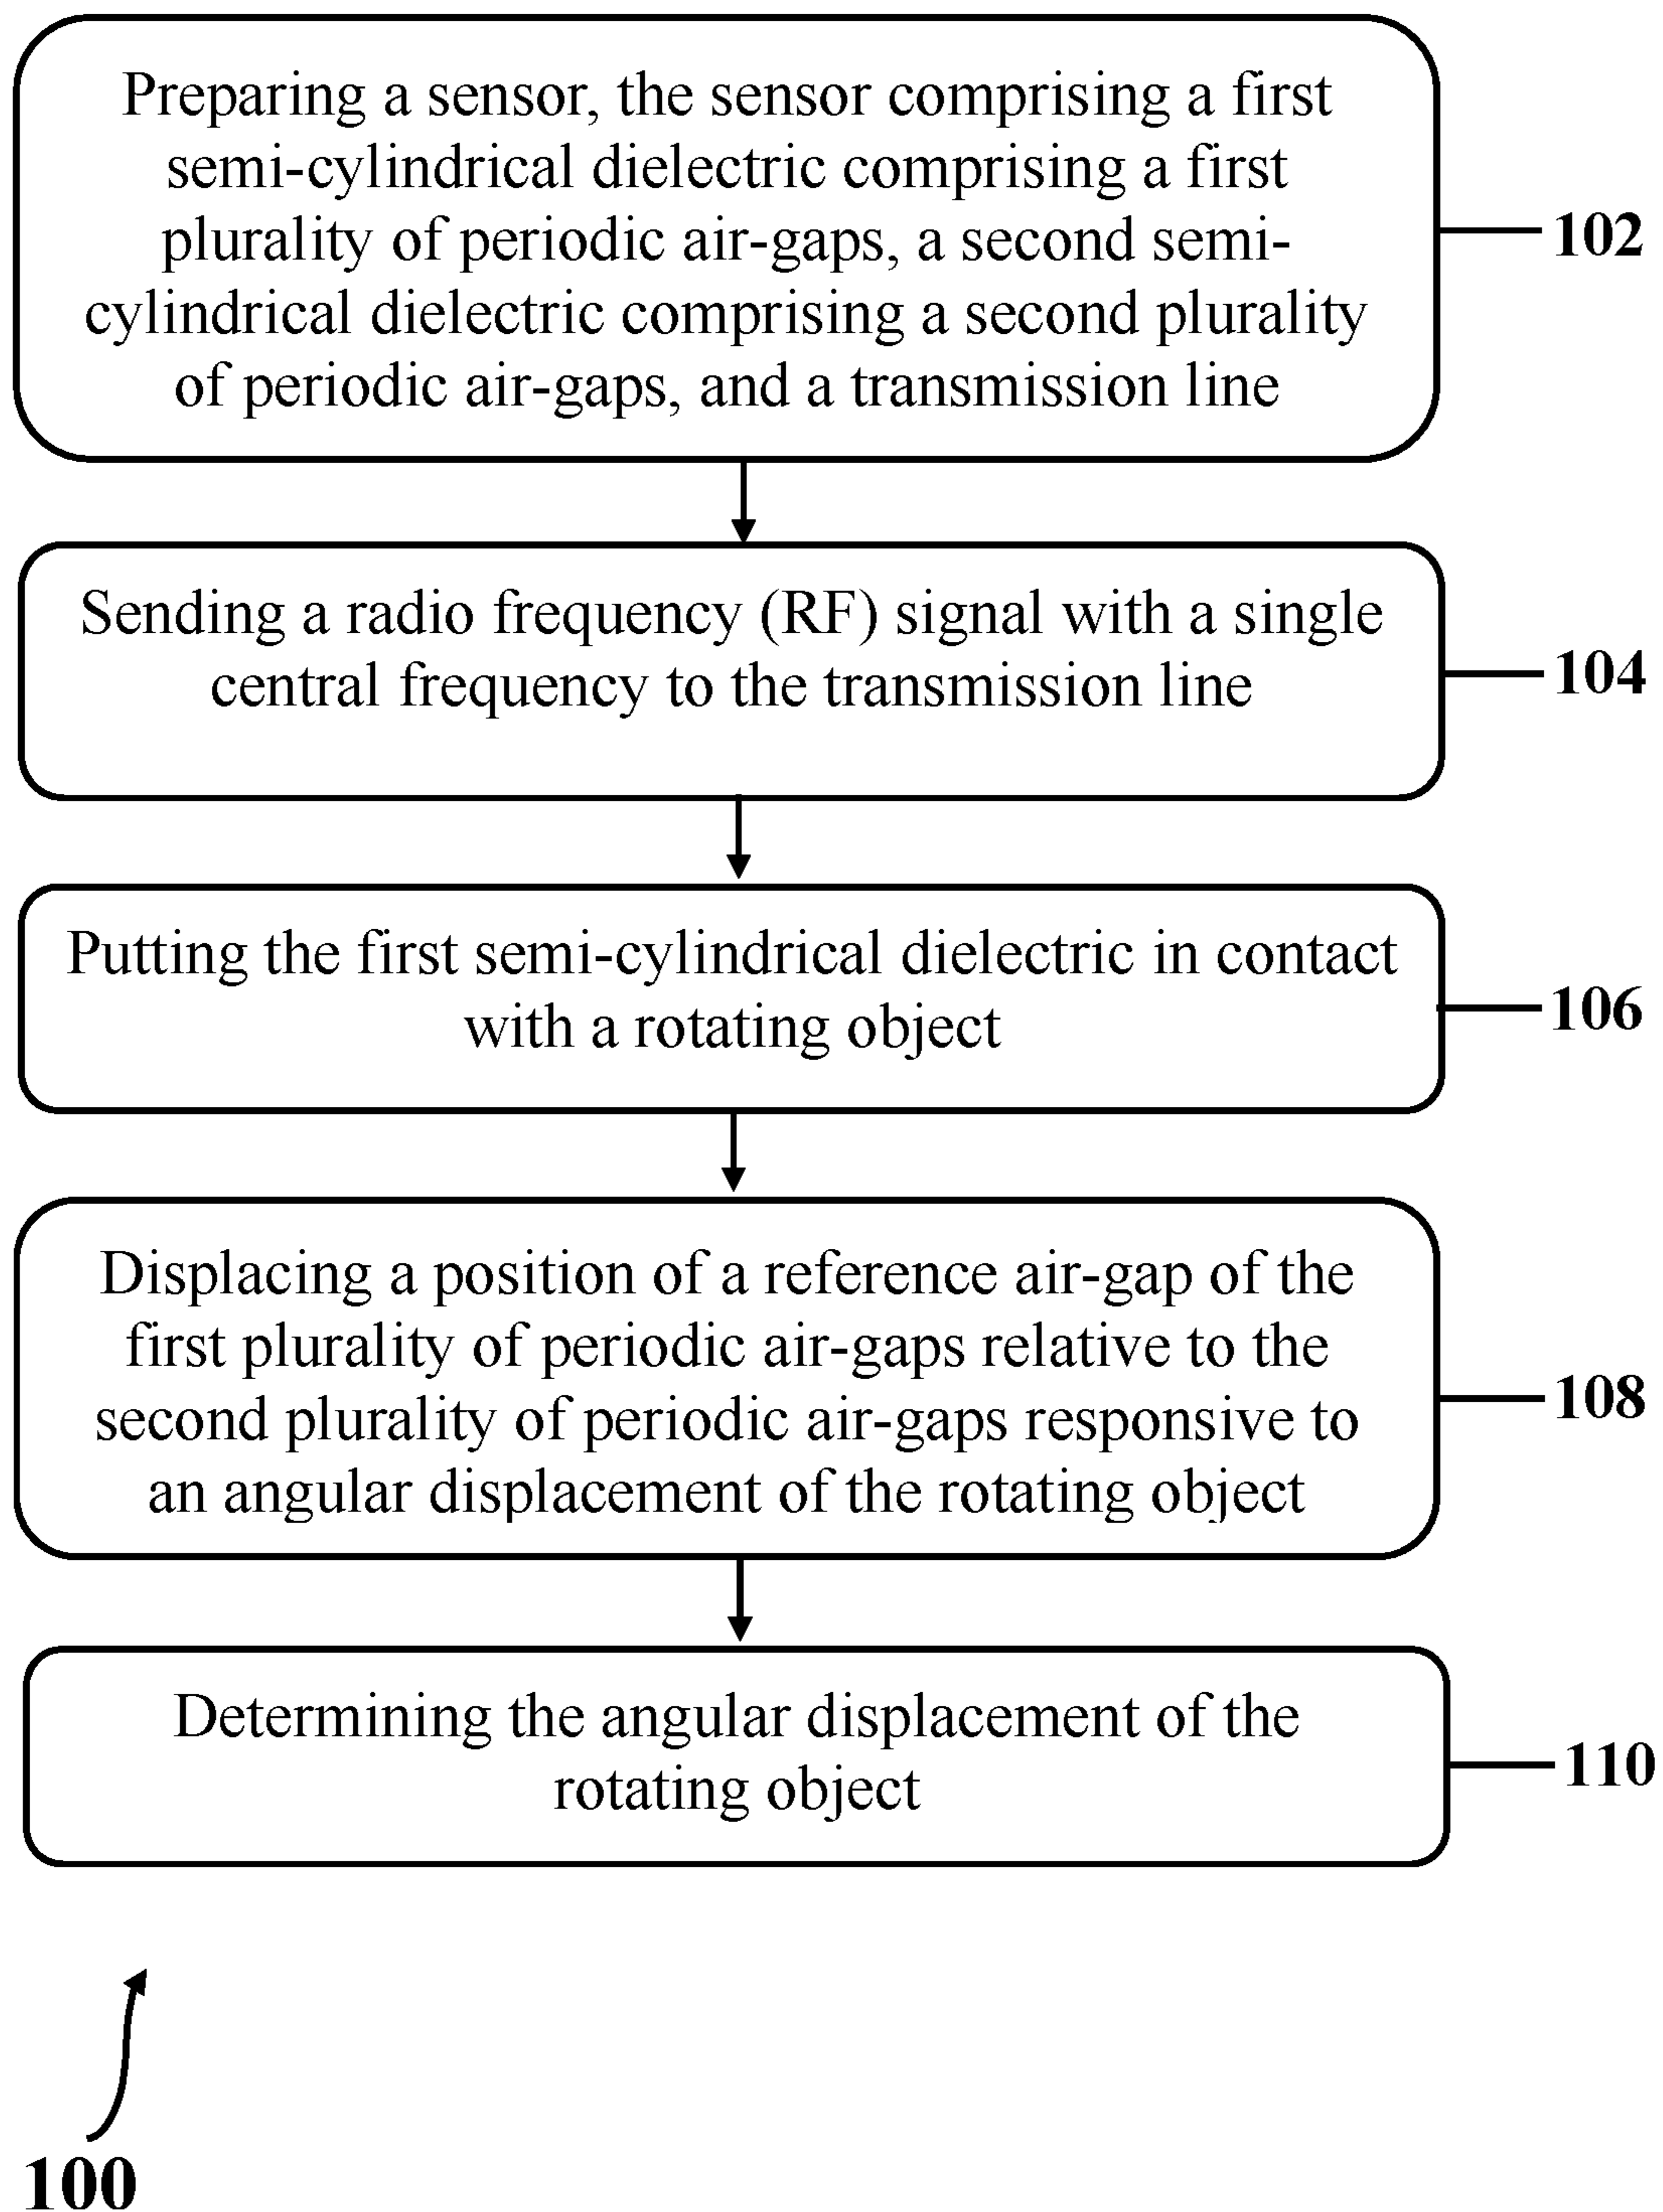 Preparing a sensor, the sensor comprising a first
semi-cylindrical dielectric comprising a first
plurality of periodic air-gaps, a second semi-
cylindrical dielectric comprising a second plurality
of periodic air-gaps, and a transmission line
102
Sending a radio frequency (RF) signal with a single
central frequency to the transmission line
104
Putting the first semi-cylindrical dielectric in contact
with a rotating object
106
Displacing a position of a reference air-gap of the
first plurality of periodic air-gaps relative to the
second plurality of periodic air-gaps responsive to
an angular displacement of the rotating object
108
Determining the angular displacement of the
rotating object
110
100